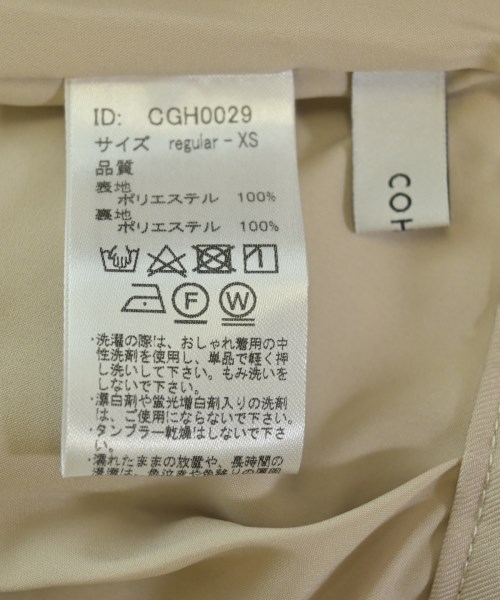 ID: CGH0029
サイズ regular-XS
品質
表地
ポリエステル 100%
裏地
ポリエステル 100%
F W
・洗濯の際は、おしゃれ着用の中
性洗剤を使用し、単品で軽く押
し洗いして下さい。もみ洗いを
しないで下さい。
・漂白剤や蛍光増白剤入りの洗剤
は、ご使用にならないで下さい。
・タンブラー乾燥はしないで下さ
い。
・濡れたままの放置や、長時間の
COH